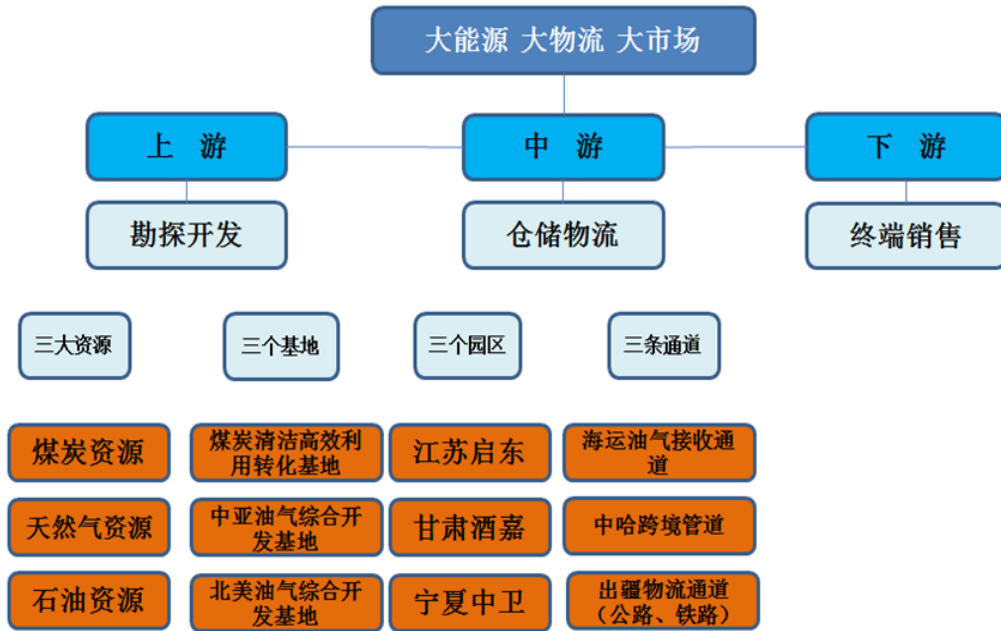 大能源 大物流 大市场
上 游
中 游
下 游
勘探开发
仓储物流
终端销售
三大资源
三个基地
三个园区
三条通道
煤炭资源
煤炭清洁高效利
用转化基地
江苏启东
海运油气接收通
道
天然气资源
中亚油气综合开
发基地
甘肃酒嘉
中哈跨境管道
石油资源
北美油气综合开
发基地
宁夏中卫
出疆物流通道
（公路、铁路）